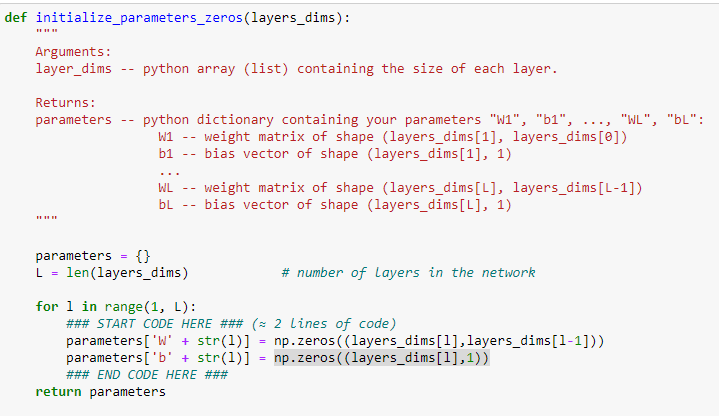 def initialize_parameters_zeros(layers_dims):
    """
    Arguments:
    layer_dims -- python array (list) containing the size of each layer.

    Returns:
    parameters -- python dictionary containing your parameters "W1", "b1", ..., "WL", "bL":
                    W1 -- weight matrix of shape (layers_dims[1], layers_dims[0])
                    b1 -- bias vector of shape (layers_dims[1], 1)
                    ...
                    WL -- weight matrix of shape (layers_dims[L], layers_dims[L-1])
                    bL -- bias vector of shape (layers_dims[L], 1)
    """

    parameters = {}
    L = len(layers_dims)            # number of layers in the network

    for l in range(1, L):
        ### START CODE HERE ### (≈ 2 lines of code)
        parameters['W' + str(l)] = np.zeros((layers_dims[l],layers_dims[l-1]))
        parameters['b' + str(l)] = np.zeros((layers_dims[l],1))
        ### END CODE HERE ###
    return parameters